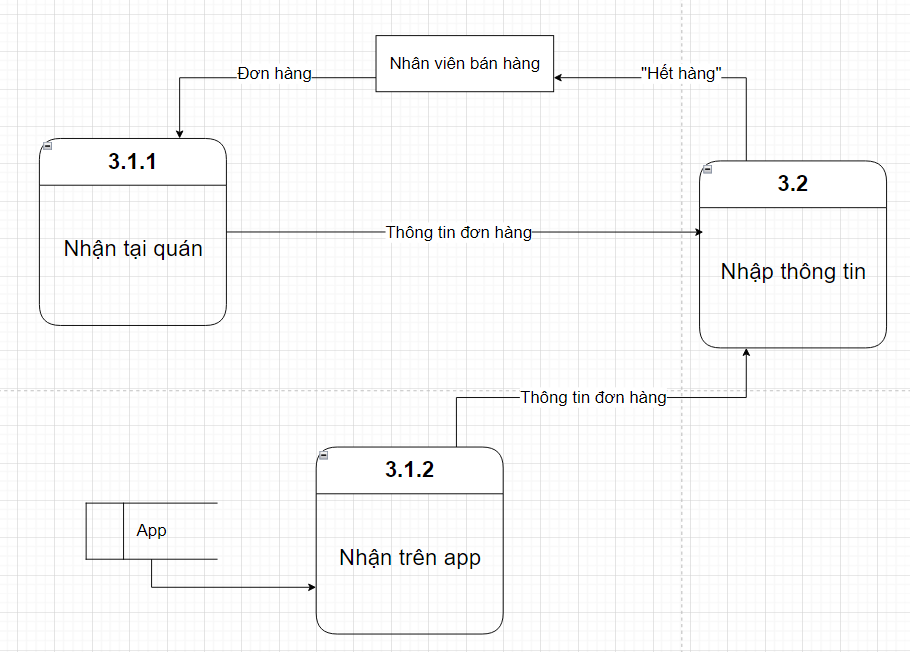 Nhân viên bán hàng
Đơn hàng
"Hết hàng"
3.1.1
Nhận tại quán
3.2
Nhập thông tin
Thông tin đơn hàng
Thông tin đơn hàng
3.1.2
Nhận trên app
App